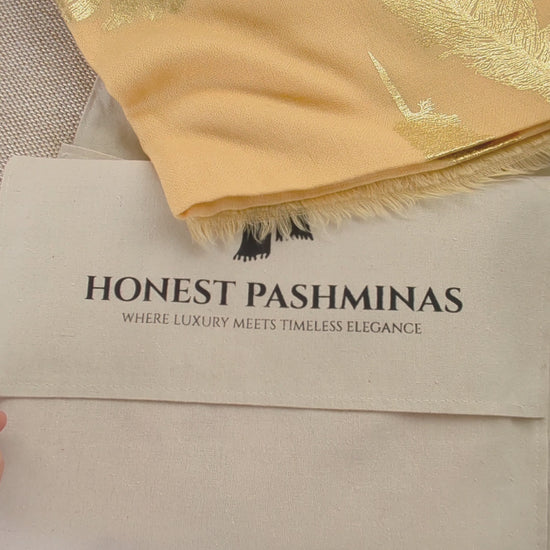 HONEST PASHMINAS
WHERE LUXURY MEETS TIMELESS ELEGANCE